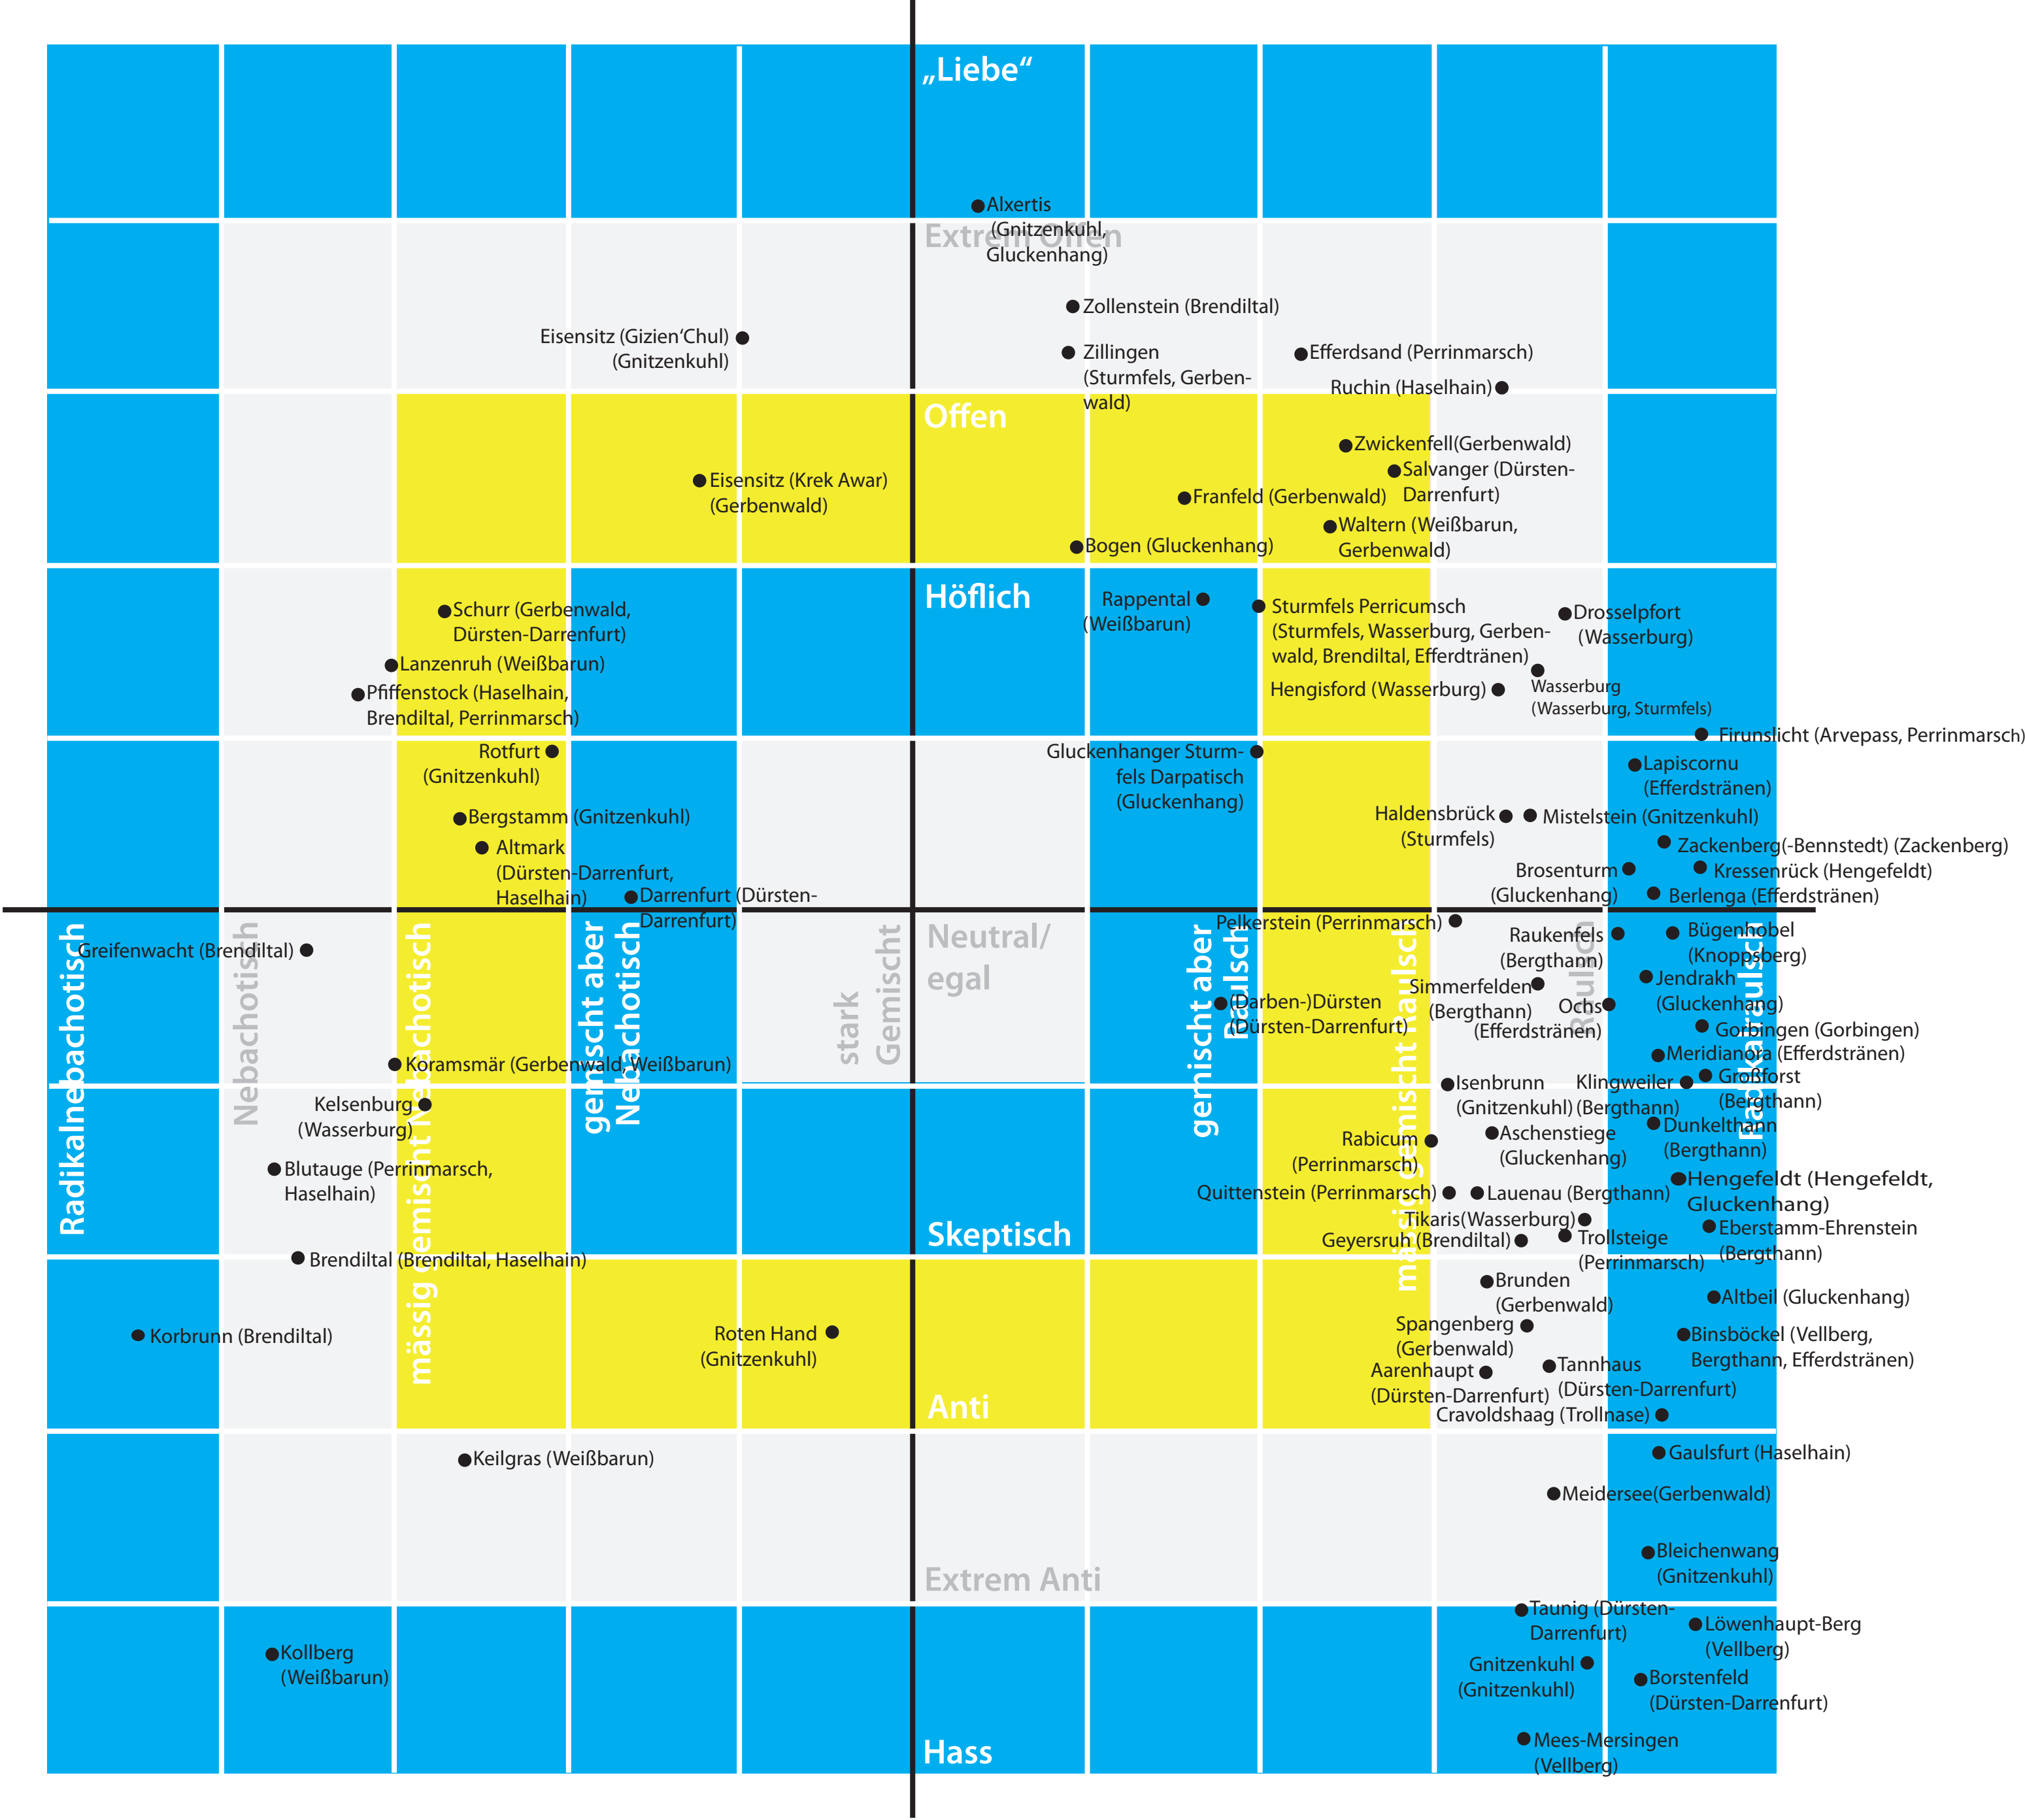 „Liebe“
Alxertis
(Gnitzenkuhl,
Gluckenhang)
Extrem Offen
Zollenstein (Brendiltal)
Eisensitz (Gizien‘Chul)
(Gnitzenkuhl)
Zillingen
(Sturmfels, Gerben-
wald)
Efferdsand (Perrinmarsch)
Ruchin (Haselhain)
Offen
Zwickenfell(Gerbenwald)
Salvanger (Dürsten-
Darrenfurt)
Eisensitz (Krek Awar)
(Gerbenwald)
Franfeld (Gerbenwald)
Waltern (Weißbarun,
Gerbenwald)
Bogen (Gluckenhang)
Höflich
Rappental
(Weißbarun)
Sturmfels Perricumsch
(Sturmfels, Wasserburg, Gerben-
wald, Brendiltal, Efferdtränen)
Drosselpfort
(Wasserburg)
Schurr (Gerbenwald,
Dürsten-Darrenfurt)
Lanzenruh (Weißbarun)
Pfiffenstock (Haselhain,
Brendiltal, Perrinmarsch)
Hengisford (Wasserburg)
Wasserburg
(Wasserburg, Sturmfels)
Firunslicht (Arvepass, Perrinmarsch)
Rotfurt
(Gnitzenkuhl)
Gluckenhanger Sturm-
fels Darpatisch
(Gluckenhang)
Lapiscornu
(Efferdstränen)
Bergstamm (Gnitzenkuhl)
Haldensbrück
(Sturmfels)
Mistelstein (Gnitzenkuhl)
Altmark
(Dürsten-Darrenfurt,
Haselhain)
Zackenberg(-Bennstedt) (Zackenberg)
Brosenturm
(Gluckenhang)
Kressenrück (Hengefeldt)
Berlenga (Efferdstränen)
Darrenfurt (Dürsten-
Darrenfurt)
Radikalnebachotisch
Nebachotisch
mässig gemischt Nebachotisch
gemischt aber
Nebachotisch
stark
Gemischt
Neutral/
egal
gemischt aber
Raulsch
mässig gemischt Raulsch
Raulsch
Radikalraulsch
Greifenwacht (Brendiltal)
Pelkerstein (Perrinmarsch)
Raukenfels
(Bergthann)
Bügenhobel
(Knoppsberg)
Jendrakh
(Gluckenhang)
Simmerfelden
(Bergthann)
(Darben-)Dürsten
(Dürsten-Darrenfurt)
Ochs
(Efferdstränen)
Gorbingen (Gorbingen)
Meridianora (Efferdstränen)
Koramsmär (Gerbenwald,Weißbarun)
Isenbrunn
(Gnitzenkuhl)
Klingweiler
(Bergthann)
Großforst
(Bergthann)
Kelsenburg
(Wasserburg)
Dunkelthann
(Bergthann)
Rabicum
(Perrinmarsch)
Aschenstiege
(Gluckenhang)
Blutauge (Perrinmarsch,
Haselhain)
Quittenstein (Perrinmarsch)
Lauenau (Bergthann)
Hengefeldt (Hengefeldt,
Gluckenhang)
Skeptisch
Tikaris(Wasserburg)
Geyersruh (Brendiltal)
Trollsteige
(Perrinmarsch)
Eberstamm-Ehrenstein
(Bergthann)
Brendiltal (Brendiltal, Haselhain)
Brunden
(Gerbenwald)
Altbeil (Gluckenhang)
Korbrunn (Brendiltal)
Roten Hand
(Gnitzenkuhl)
Spangenberg
(Gerbenwald)
Binsböckel (Vellberg,
Bergthann, Efferdstränen)
Aarenhaupt
(Dürsten-Darrenfurt)
Tannhaus
(Dürsten-Darrenfurt)
Anti
Cravoldshaag (Trollnase)
Keilgras (Weißbarun)
Gaulsfurt (Haselhain)
Meidersee(Gerbenwald)
Bleichenwang
(Gnitzenkuhl)
Extrem Anti
Taunig (Dürsten-
Darrenfurt)
Löwenhaupt-Berg
(Vellberg)
Kollberg
(Weißbarun)
Gnitzenkuhl
(Gnitzenkuhl)
Borstenfeld
(Dürsten-Darrenfurt)
Hass
Mees-Mersingen
(Vellberg)